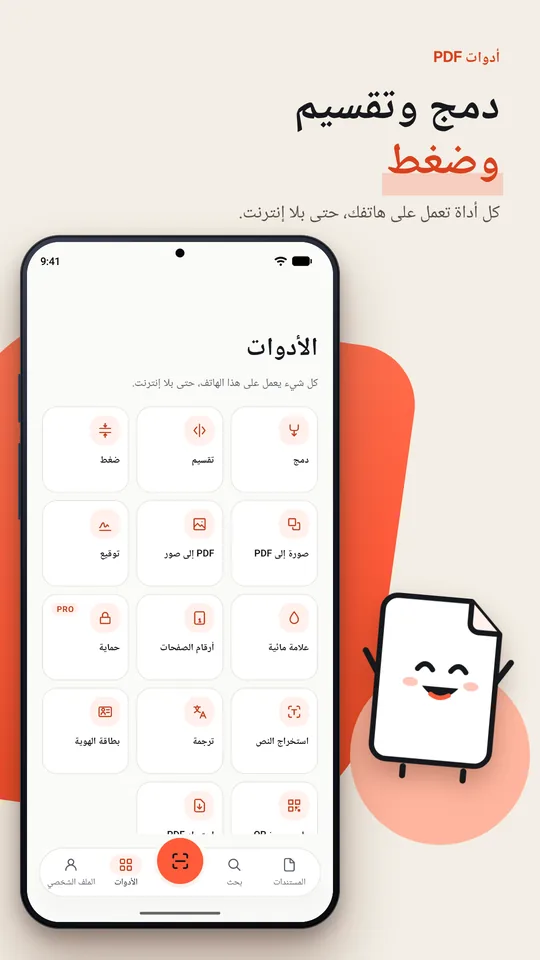 أدوات PDF
دمج وتقسيم
وضغط
كل أداة تعمل على هاتفك، حتى بلا إنترنت.
9:41
الأدوات
كل شيء يعمل على هذا الهاتف، حتى بلا إنترنت.
دمج
تقسيم
ضغط
صورة إلى PDF
PDF إلى صور
توقيع
علامة مائية
أرقام الصفحات
حماية
PRO
استخراج النص
ترجمة
بطاقة الهوية
المستندات
بحث
الأدوات
الملف الشخصي